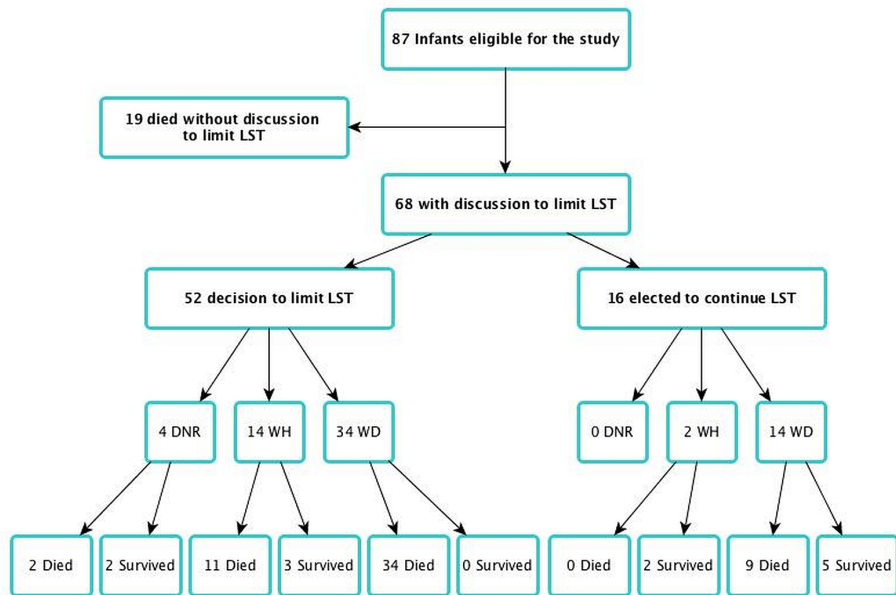 87 Infants eligible for the study
19 died without discussion
to limit LST
68 with discussion to limit LST
52 decision to limit LST
16 elected to continue LST
4 DNR
14 WH
34 WD
0 DNR
2 WH
14 WD
2 Died
2 Survived
11 Died
3 Survived
34 Died
0 Survived
0 Died
2 Survived
9 Died
5 Survived